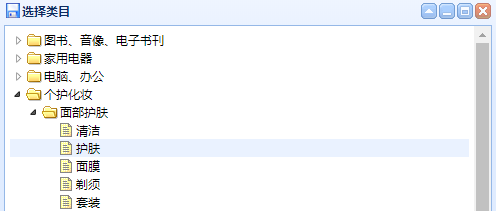 选择类目
图书、音像、电子书刊
家用电器
电脑、办公
个护化妆
面部护肤
清洁
护肤
面膜
剃须
套装